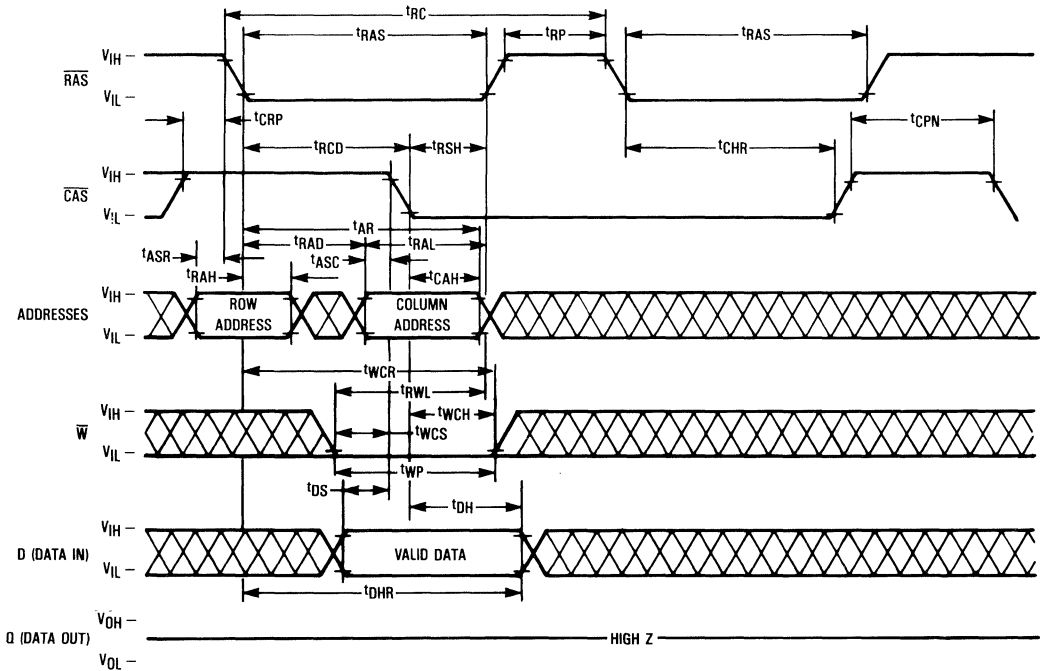 tRC
tRAS
tRP
tRAS
VIH
RAS
VIL
tCRP
tCPN
tRCD
tRSH
tCHR
VIH
CAS
V!L
tAR
tRAD
tRAL
tASR
tASC
tRAH
tCAH
VIH
ADDRESSES
ROW ADDRESS
COLUMN ADDRESS
VIL
tWCR
tRWL
VIH
tWCH
W
tWCS
VIL
tWP
tDS
tDH
VIH
D (DATA IN)
VALID DATA
VIL
tDHR
VOH
Q (DATA OUT)
HIGH Z
VOL